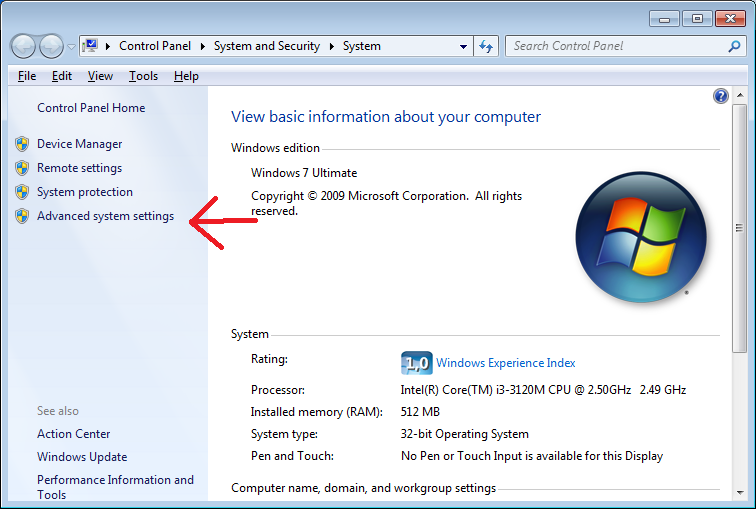 Control Panel System and Security System
Search Control Panel
File Edit View Tools Help
Control Panel Home
Device Manager
Remote settings
System protection
Advanced system settings
See also
Action Center
Windows Update
Performance Information and
Tools
View basic information about your computer
Windows edition
Windows 7 Ultimate
Copyright © 2009 Microsoft Corporation. All rights
reserved.
System
Rating: 1,0 Windows Experience Index
Processor: Intel(R) Core(TM) i3-3120M CPU @ 2.50GHz 2.49 GHz
Installed memory (RAM): 512 MB
System type: 32-bit Operating System
Pen and Touch: No Pen or Touch Input is available for this Display
Computer name, domain, and workgroup settings